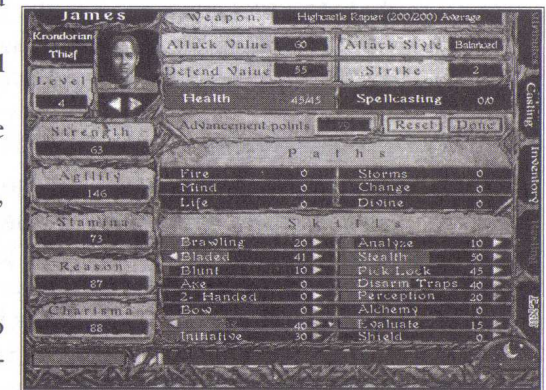 James
Krondorian
Thief
Level
4
Strength
63
Agility
146
Stamina
73
Reason
87
Charisma
88
Weapon Highcastle Rapier (200/200) Average
Attack Value 60 Attack Style Balanced
Defend Value 55 Strike 2
Health 45/45 Spellcasting 0/0
Advancement points Reset Done
Paths
Fire 0 Storms 0
Mind 0 Change 0
Life 0 Divine 0
Skills
Brawling 20 Analyze 10
Bladed 41 Stealth 50
Blunt 10 Pick Lock 45
Axe 0 Disarm Traps 40
2- Handed 0 Perception 20
Bow 0 Alchemy 0
40 Evaluate 15
Initiative 30 Shield 0
Casting
Inventory